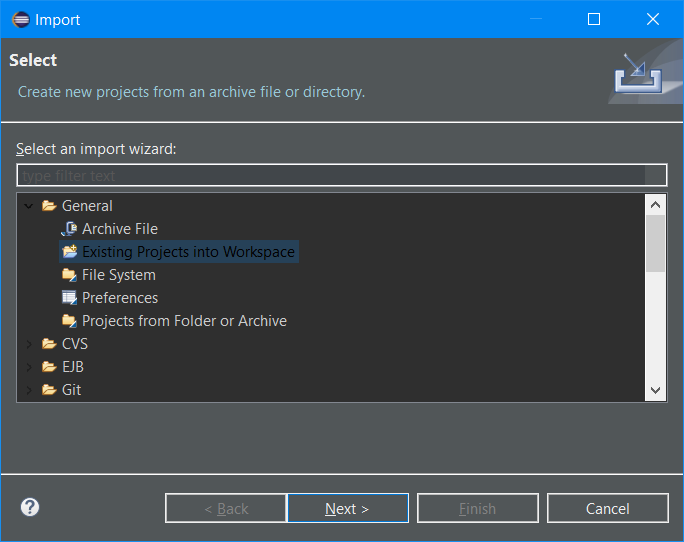 Import
Select
Create new projects from an archive file or directory.
Select an import wizard:
type filter text
General
Archive File
Existing Projects into Workspace
File System
Preferences
Projects from Folder or Archive
CVS
EJB
Git
< Back Next > Finish Cancel